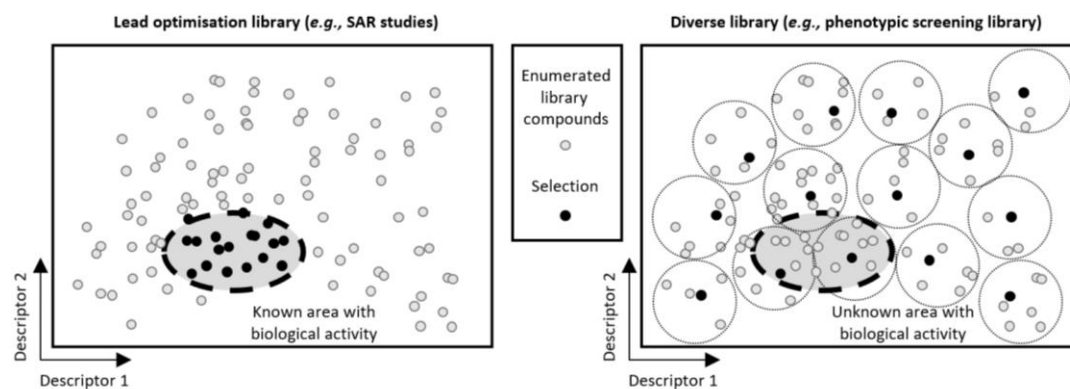 Lead optimisation library (e.g., SAR studies)
Known area with
biological activity
Descriptor 2
Descriptor 1
Enumerated
library
compounds
Selection
Diverse library (e.g., phenotypic screening library)
Unknown area with
biological activity
Descriptor 2
Descriptor 1